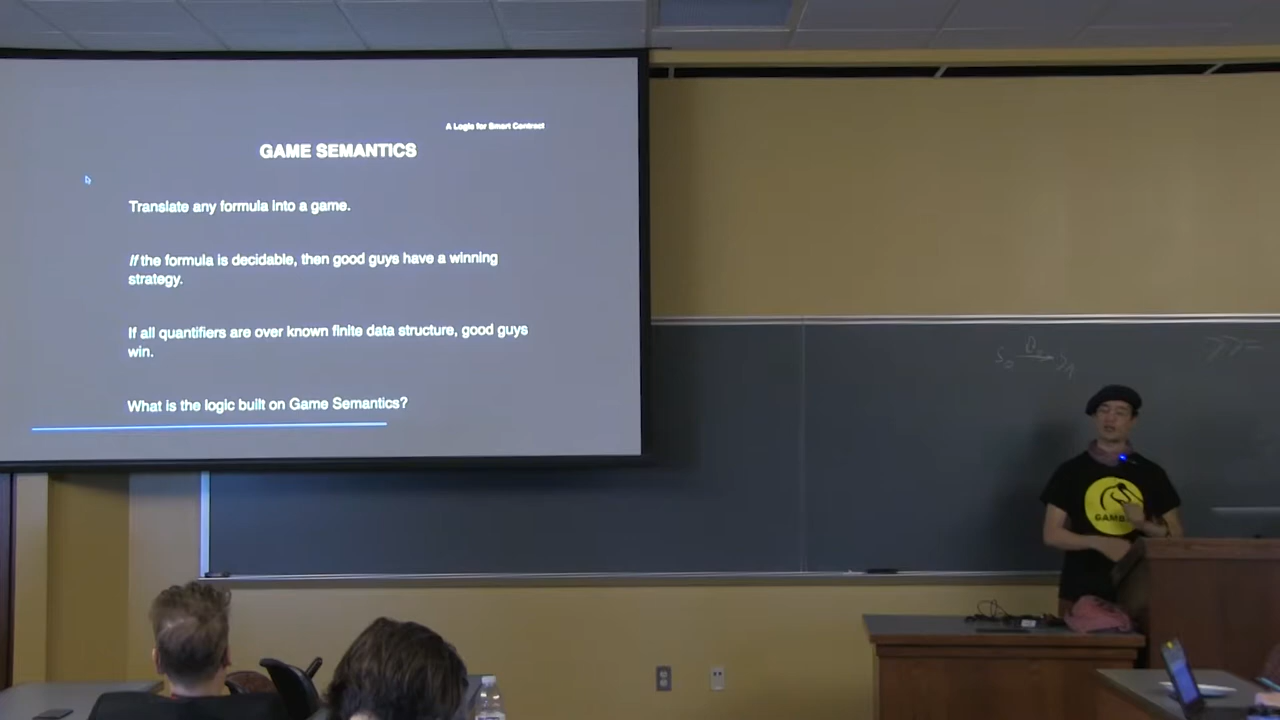 A Logic for Smart Contract
GAME SEMANTICS
Translate any formula into a game.
If the formula is decidable, then good guys have a winning
strategy.
If all quantifiers are over known finite data structure, good guys
win.
What is the logic built on Game Semantics?
>>=